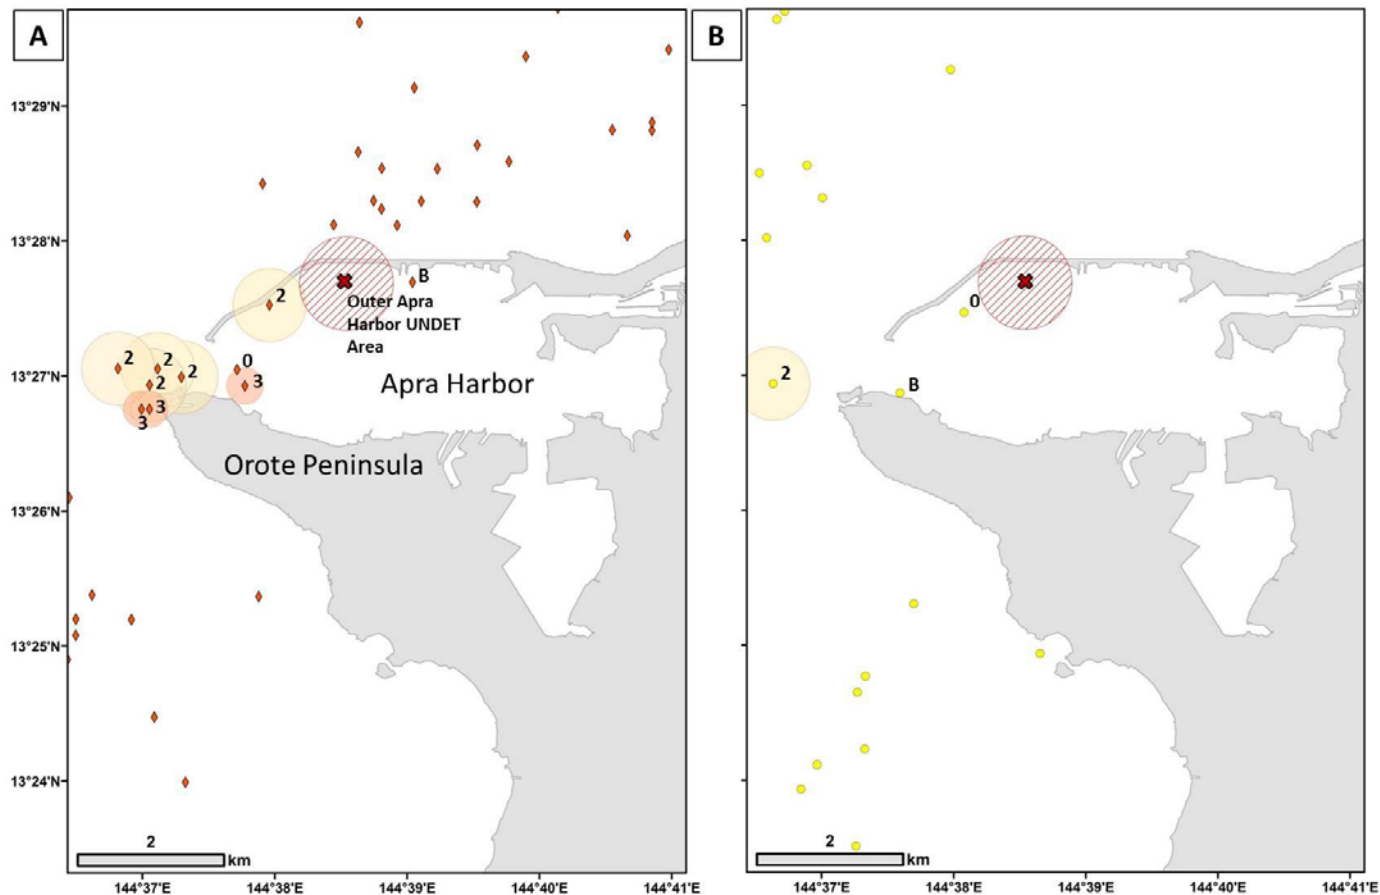 A
B
13°29'N
13°28'N
B
2
Outer Apra
Harbor UNDET
Area
0
13°27'N
2
2
0
2
2
3
Apra Harbor
2
B
3
3
Orote Peninsula
13°26'N
13°25'N
13°24'N
2
km
2
km
144°37'E
144°38'E
144°39'E
144°40'E
144°41'E
144°37'E
144°38'E
144°39'E
144°40'E
144°41'E